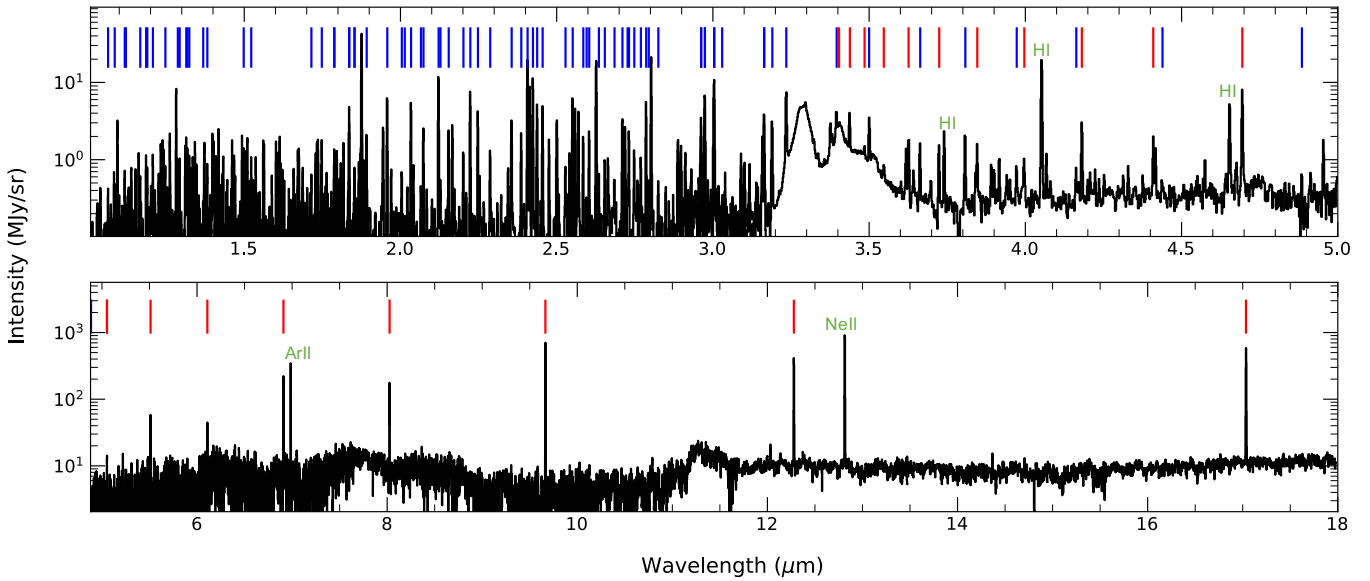 Intensity (MJy/sr)
10¹
10⁰
HI
HI
HI
1.5 2.0 2.5 3.0 3.5 4.0 4.5 5.0
10³
10²
10¹
ArII
NeII
6 8 10 12 14 16 18
Wavelength (μm)